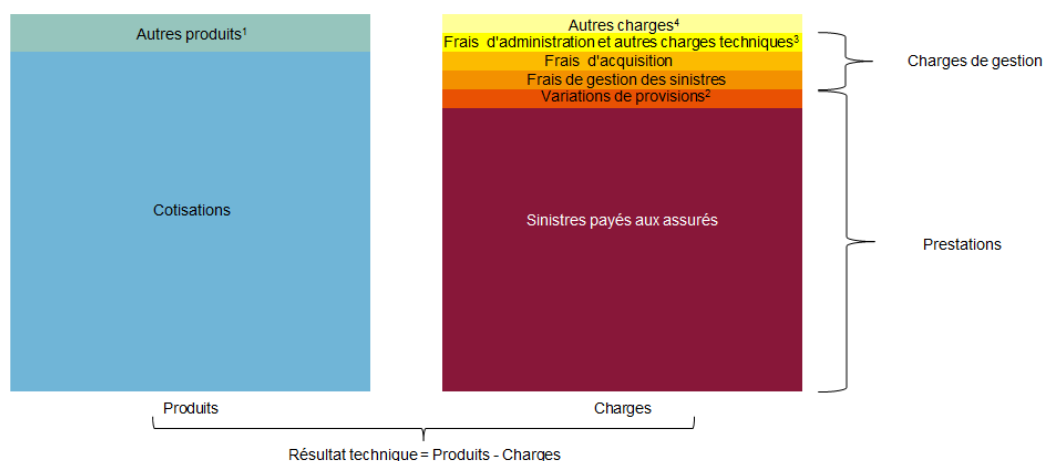 Autres produits¹
Cotisations
Autres charges⁴
Frais d'administration et autres charges techniques³
Frais d'acquisition
Frais de gestion des sinistres
Variations de provisions²
Sinistres payés aux assurés
Charges de gestion
Prestations
Produits
Charges
Résultat technique = Produits - Charges